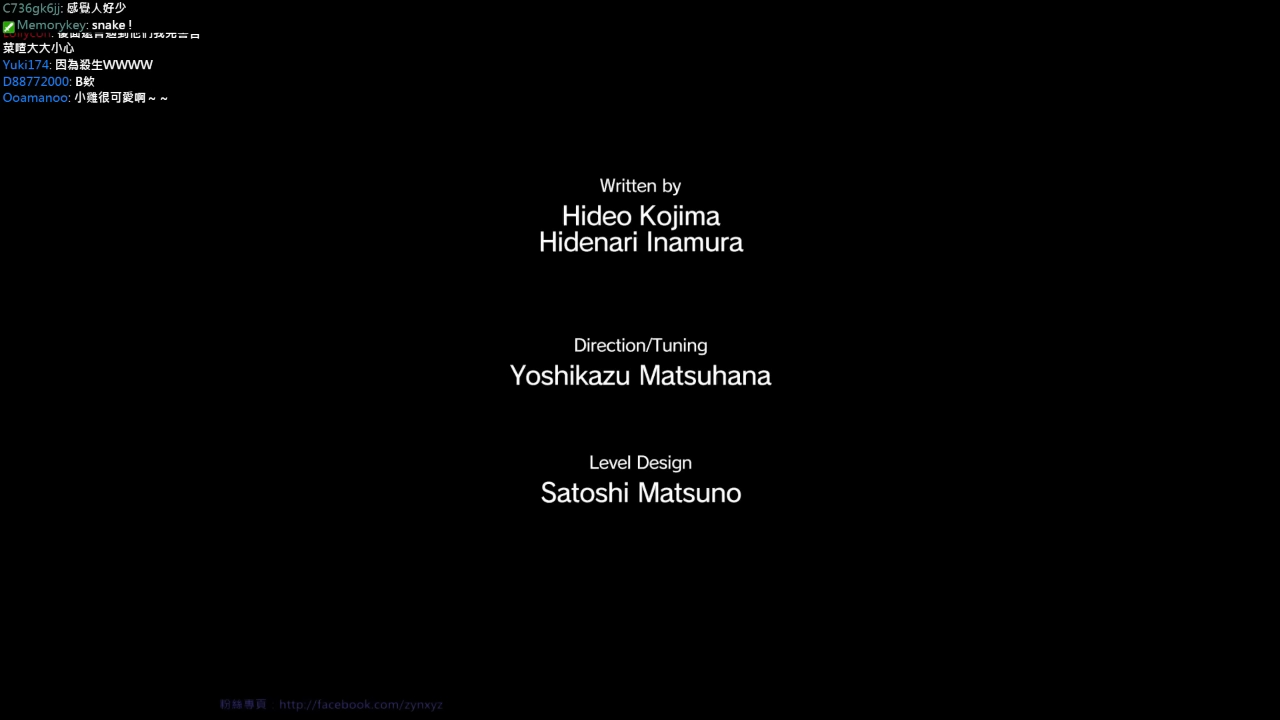 C736gk6jj: 感覺人好少
Memorykey: snake !
菜喳大大小心
Yuki174: 因為殺生WWWW
D88772000: B欸
Ooamanoo: 小雞很可愛啊～～
Written by
Hideo Kojima
Hidenari Inamura
Direction/Tuning
Yoshikazu Matsuhana
Level Design
Satoshi Matsuno
粉絲專頁：http://facebook.com/zynxyz